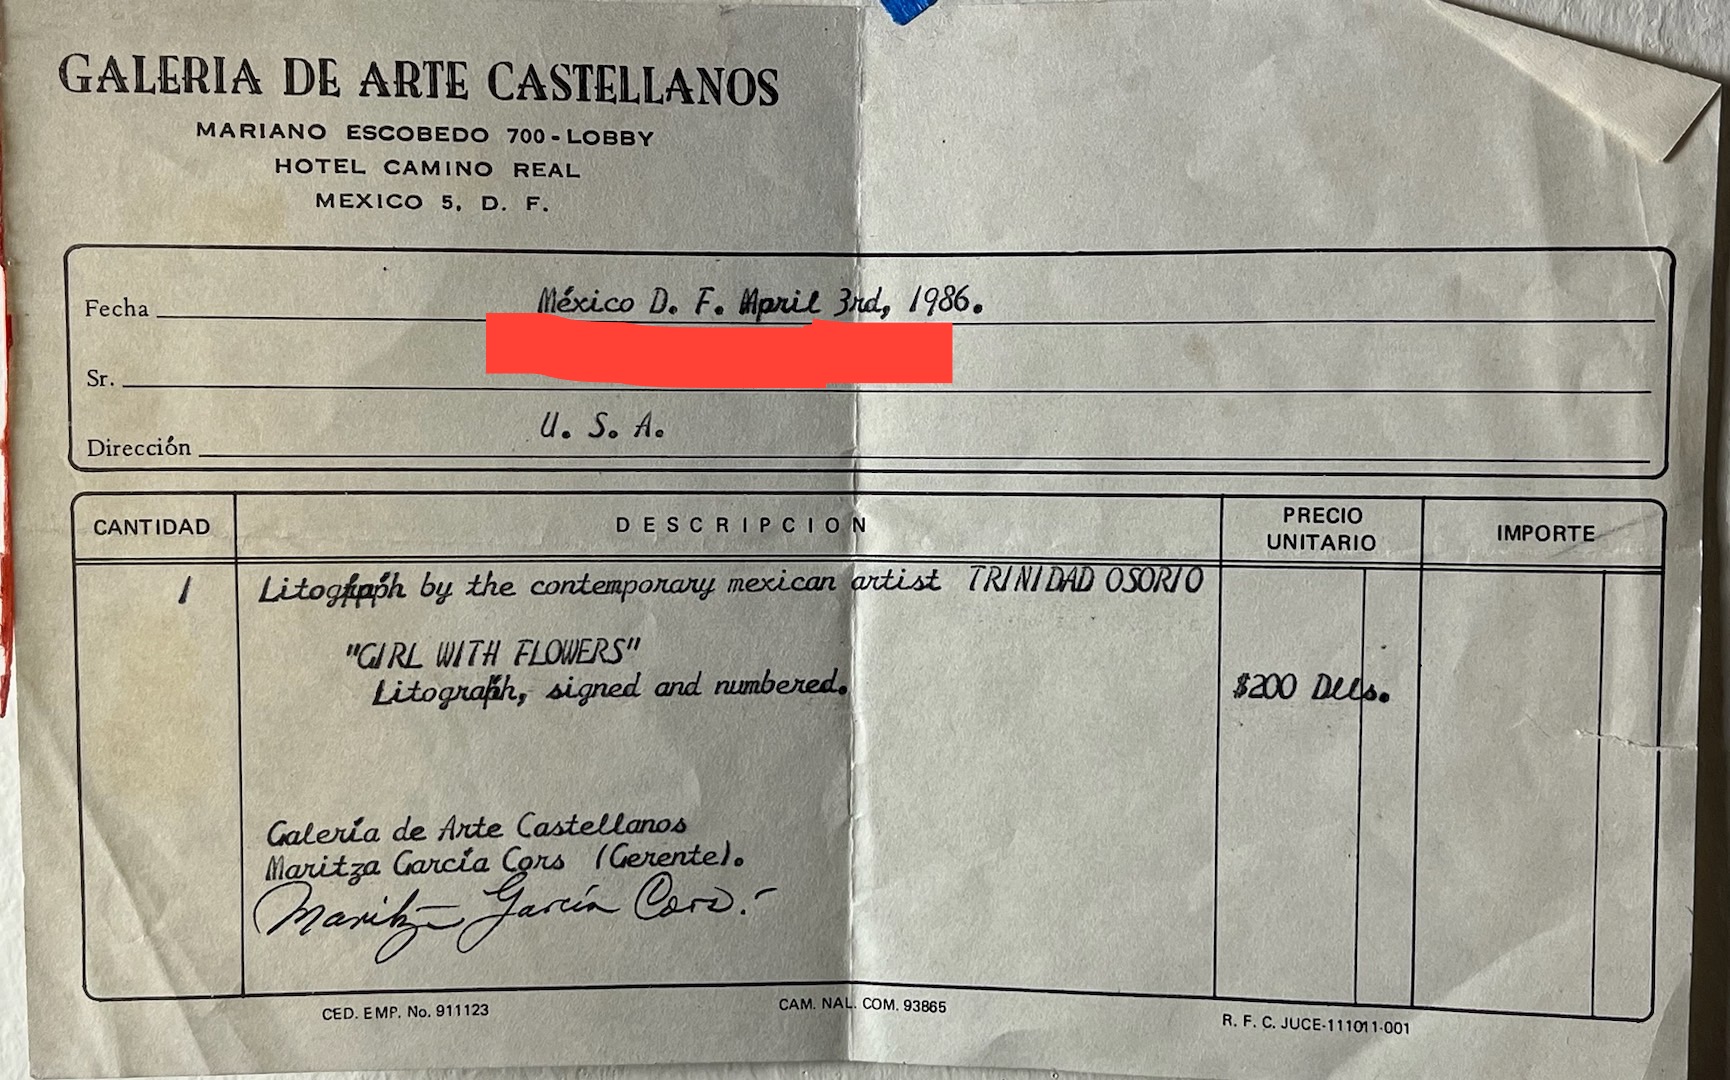 GALERIA DE ARTE CASTELLANOS
MARIANO ESCOBEDO 700-LOBBY
HOTEL CAMINO REAL
MEXICO 5, D. F.
Fecha México D. F. April 3rd, 1986.
Sr.
Dirección U. S. A.
CANTIDAD DESCRIPCION PRECIO UNITARIO IMPORTE
1 Litograph by the contemporary mexican artist TRINIDAD OSORIO
"GIRL WITH FLOWERS"
Litograph, signed and numbered. $200 Dlls.
Galería de Arte Castellanos
Maritza García Cors (Gerente).
Maritza García Cors.-
CED. EMP. No. 911123 CAM. NAL. COM. 93865 R. F. C. JUCE-111011-001